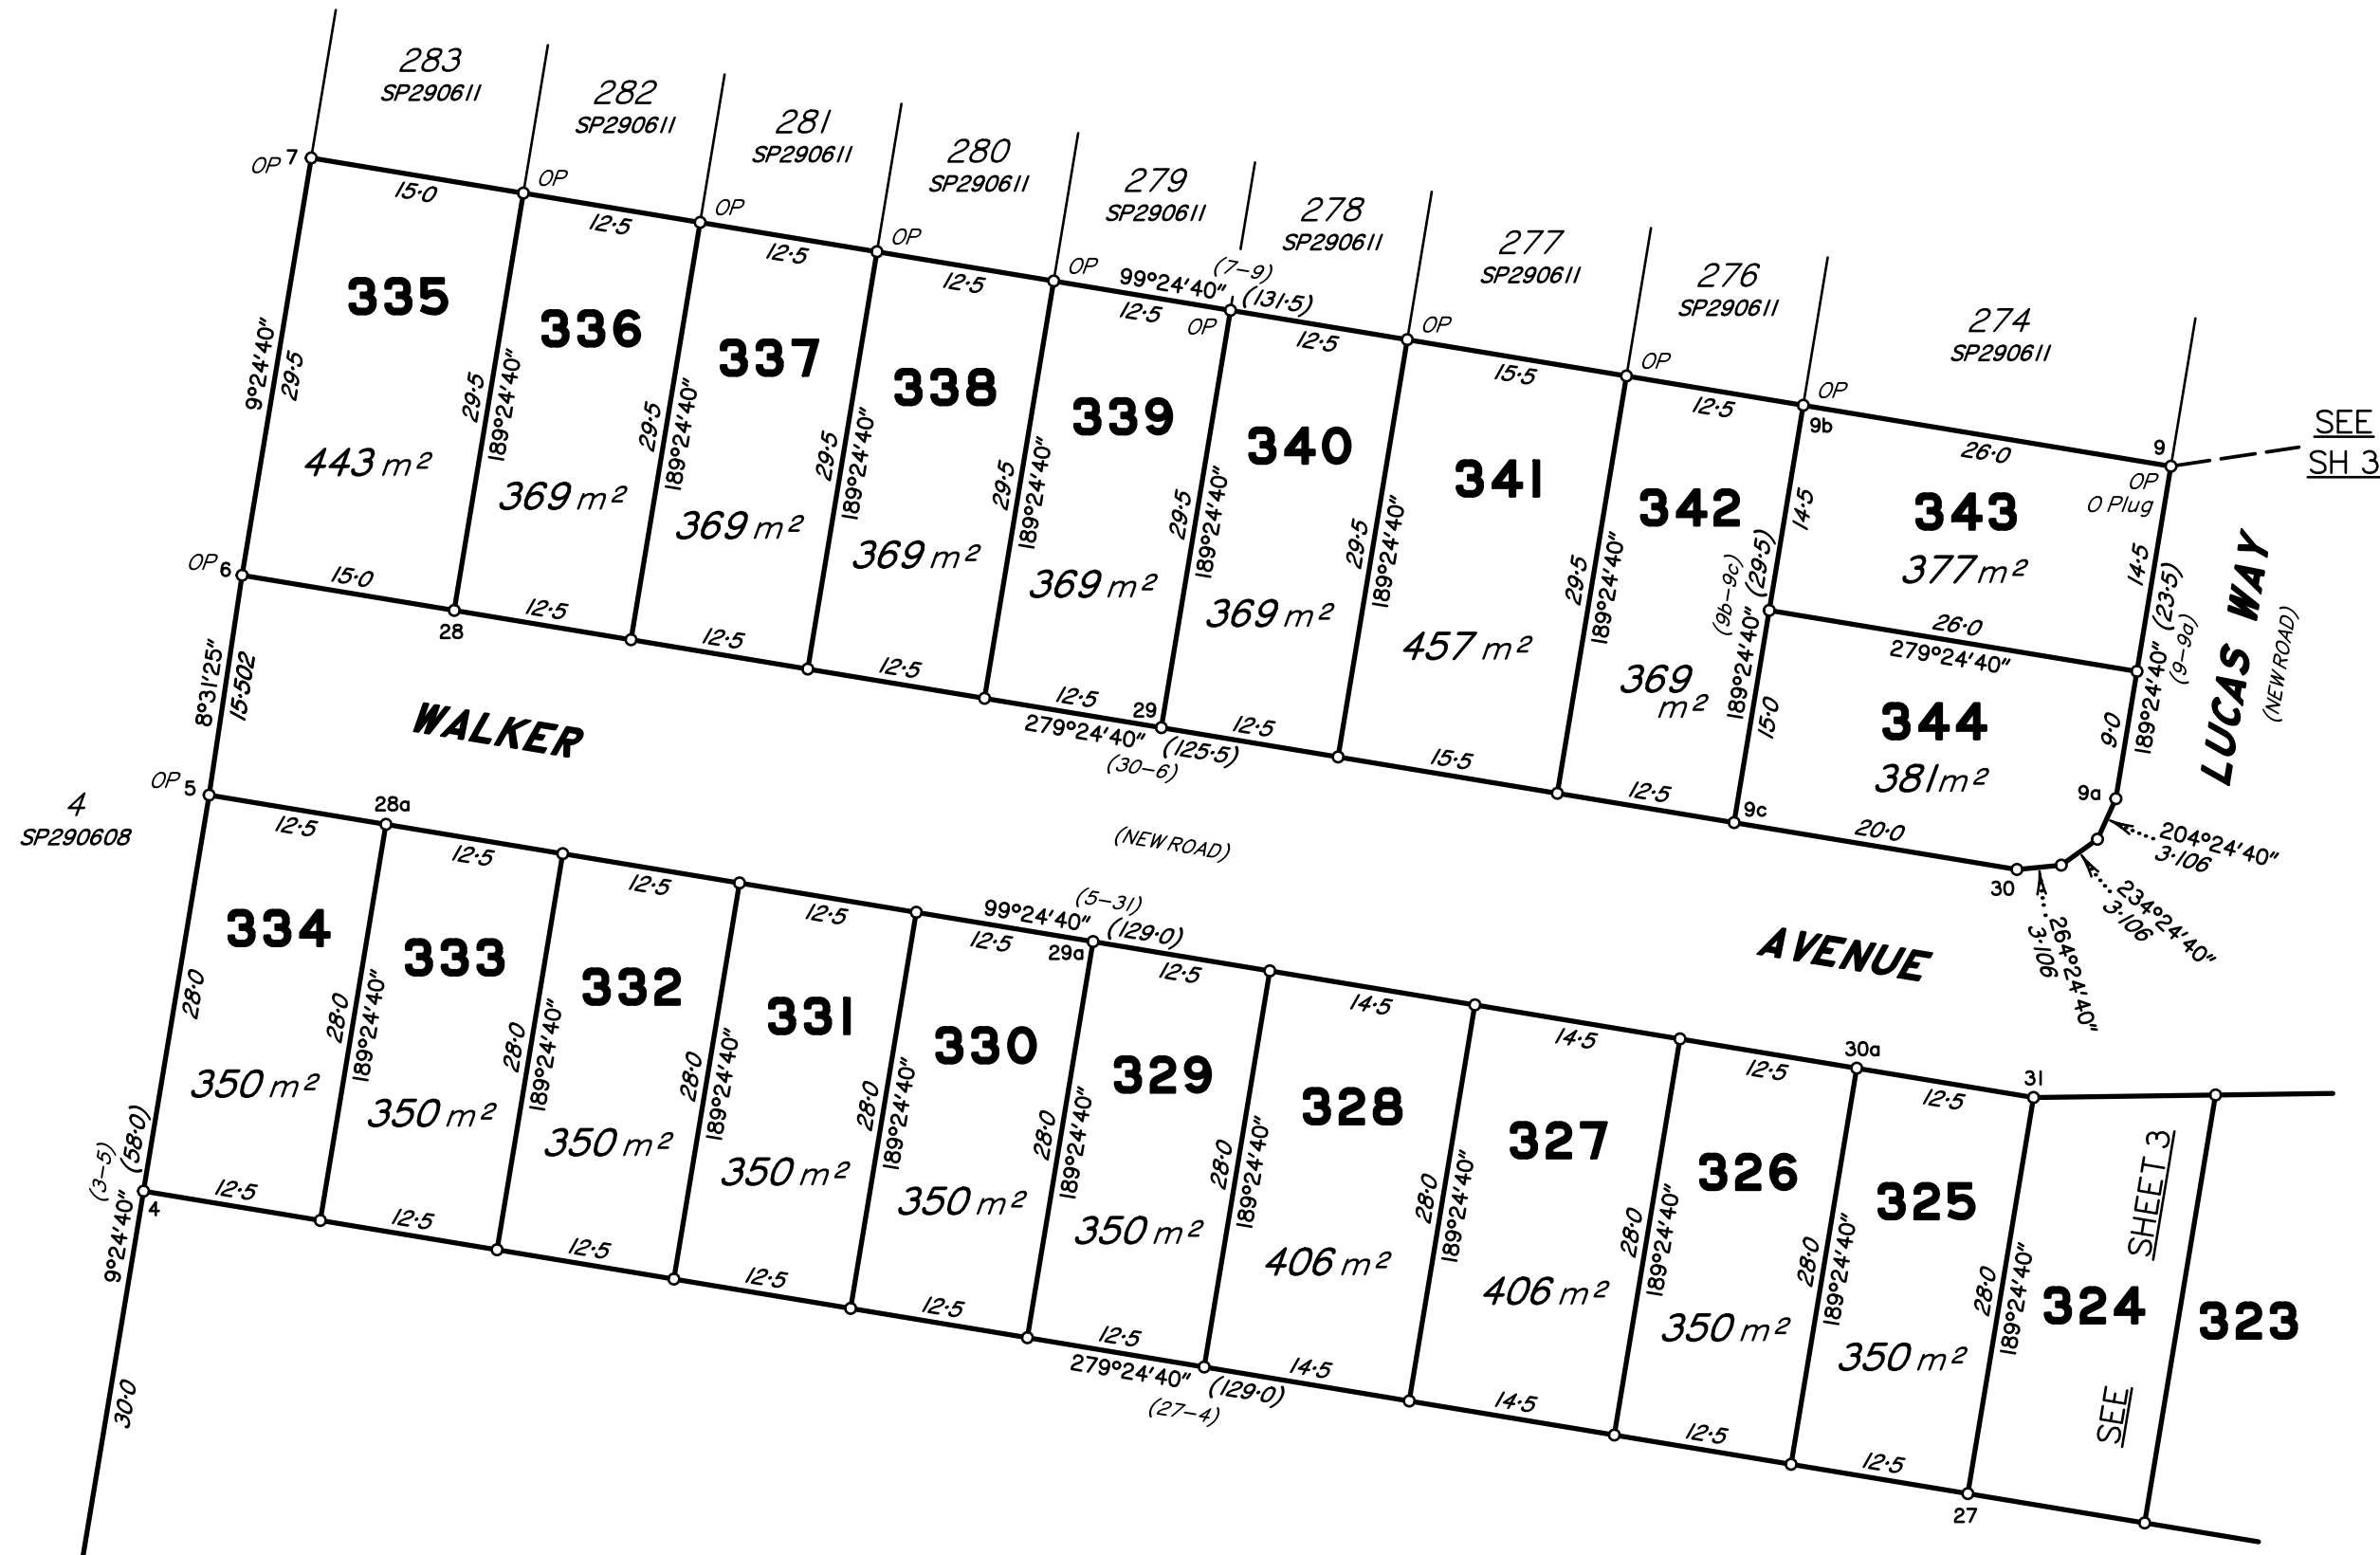 283
SP290611
282
SP290611
281
SP290611
280
SP290611
279
SP290611
278
SP290611
277
SP290611
276
SP290611
274
SP290611
OP 7
OP
OP
OP
OP
OP
OP
OP
OP
15·0
12·5
12·5
12·5
12·5
99°24'40"
(7–9)
(131·5)
12·5
15·5
12·5
9b
26·0
9
OP
O Plug
SEE
SH 3
335
336
337
338
339
340
341
342
343
377 m²
9°24'40"
29·5
29·5
189°24'40"
29·5
189°24'40"
29·5
189°24'40"
29·5
189°24'40"
29·5
189°24'40"
29·5
189°24'40"
29·5
189°24'40"
14·5
(9b–9c)
189°24'40" (29·5)
15·0
14·5
189°24'40" (23·5)
(9–9a)
9·0
LUCAS WAY
(NEW ROAD)
443 m²
369 m²
369 m²
369 m²
369 m²
369 m²
457 m²
369
m²
26·0
279°24'40"
344
381m²
OP 6
15·0
28
12·5
12·5
12·5
12·5
29
279°24'40"
(125·5)
(30–6)
12·5
15·5
12·5
9c
20·0
30
9a
204°24'40"
3·106
234°24'40"
3·106
264°24'40"
3·106
8°31'25"
15·502
WALKER
AVENUE
(NEW ROAD)
4
SP290608
OP 5
28a
12·5
12·5
12·5
12·5
12·5
99°24'40"
(5–31)
(129·0)
29a
12·5
14·5
14·5
12·5
30a
12·5
31
334
333
332
331
330
329
328
327
326
325
324
323
28·0
28·0
189°24'40"
28·0
189°24'40"
28·0
189°24'40"
28·0
189°24'40"
28·0
189°24'40"
28·0
189°24'40"
28·0
189°24'40"
28·0
189°24'40"
28·0
189°24'40"
28·0
189°24'40"
350 m²
350 m²
350 m²
350 m²
350 m²
350 m²
406 m²
406 m²
350 m²
350 m²
SEE SHEET 3
(3–5)
9°24'40" (58·0)
4
30·0
12·5
12·5
12·5
12·5
12·5
12·5
279°24'40"
(129·0)
(27–4)
14·5
14·5
12·5
12·5
27